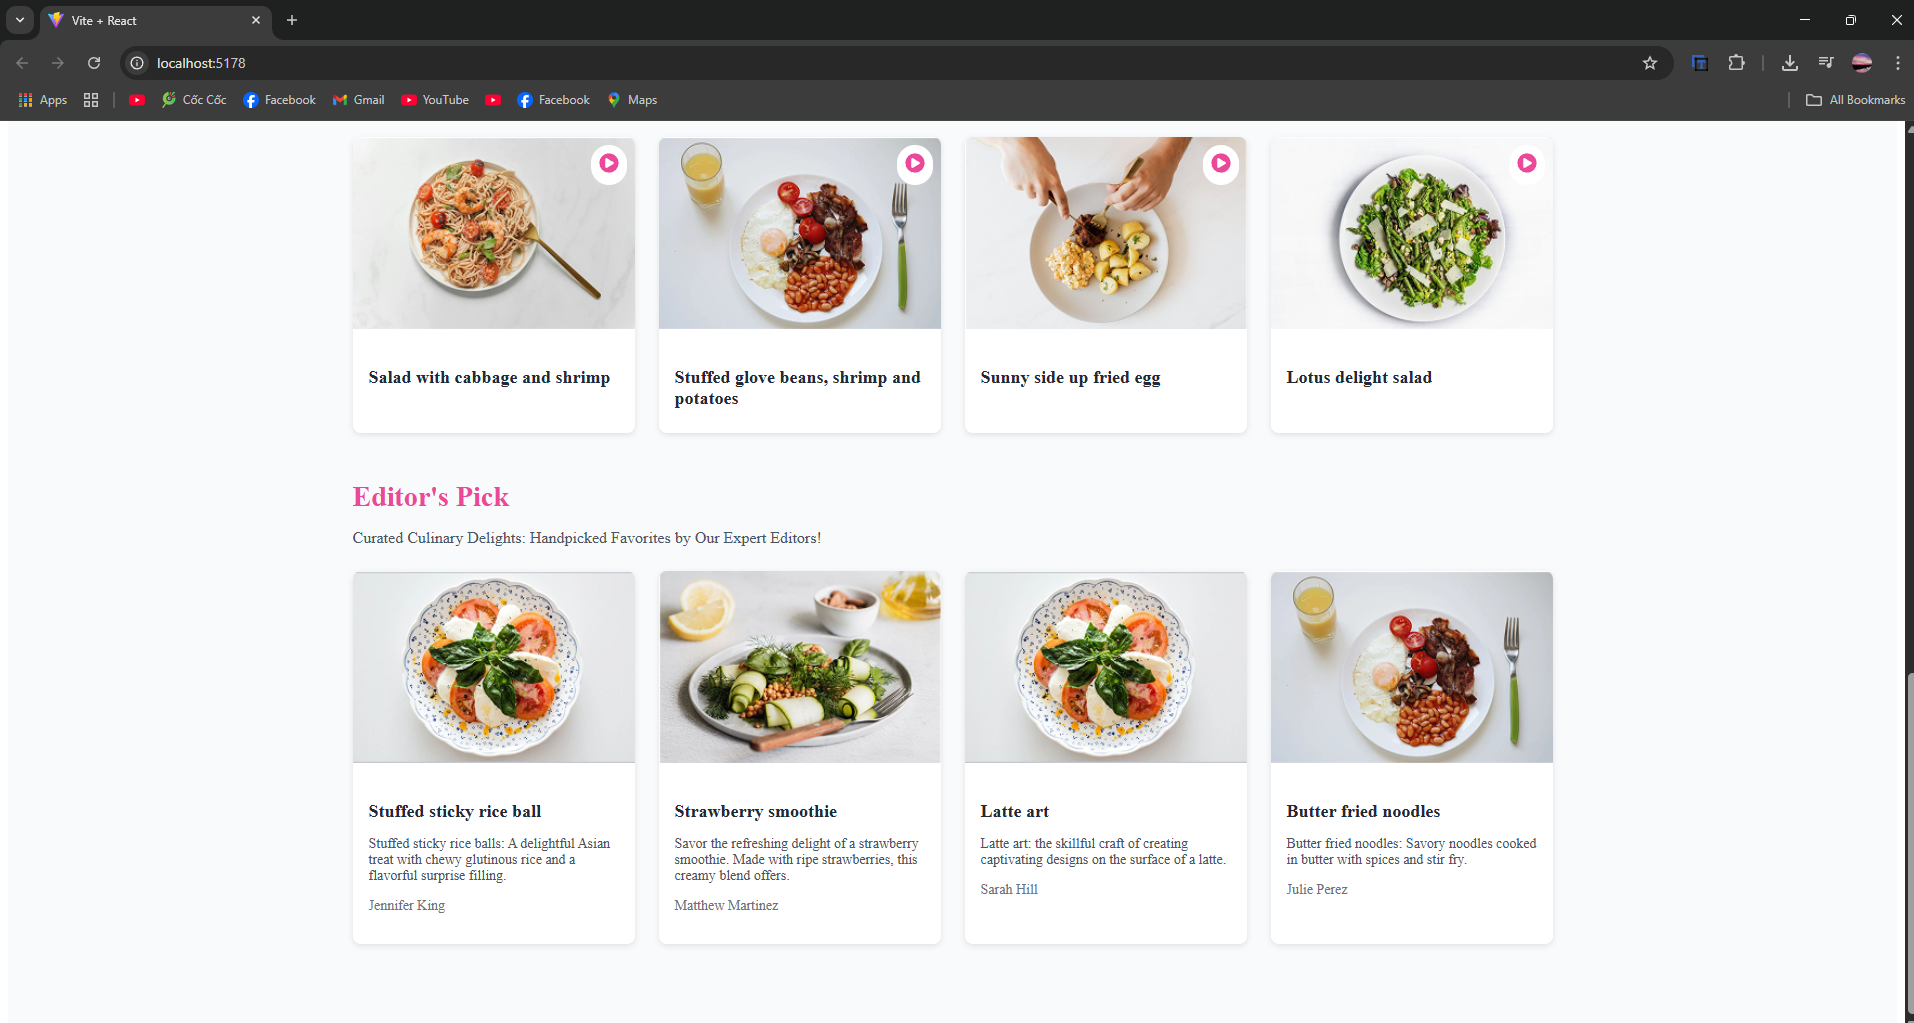 Vite + React
localhost:5178
Apps
Cốc Cốc
Facebook
Gmail
YouTube
Facebook
Maps
All Bookmarks
Salad with cabbage and shrimp
Stuffed glove beans, shrimp and
potatoes
Sunny side up fried egg
Lotus delight salad
Editor's Pick
Curated Culinary Delights: Handpicked Favorites by Our Expert Editors!
Stuffed sticky rice ball
Stuffed sticky rice balls: A delightful Asian
treat with chewy glutinous rice and a
flavorful surprise filling.
Jennifer King
Strawberry smoothie
Savor the refreshing delight of a strawberry
smoothie. Made with ripe strawberries, this
creamy blend offers.
Matthew Martinez
Latte art
Latte art: the skillful craft of creating
captivating designs on the surface of a latte.
Sarah Hill
Butter fried noodles
Butter fried noodles: Savory noodles cooked
in butter with spices and stir fry.
Julie Perez